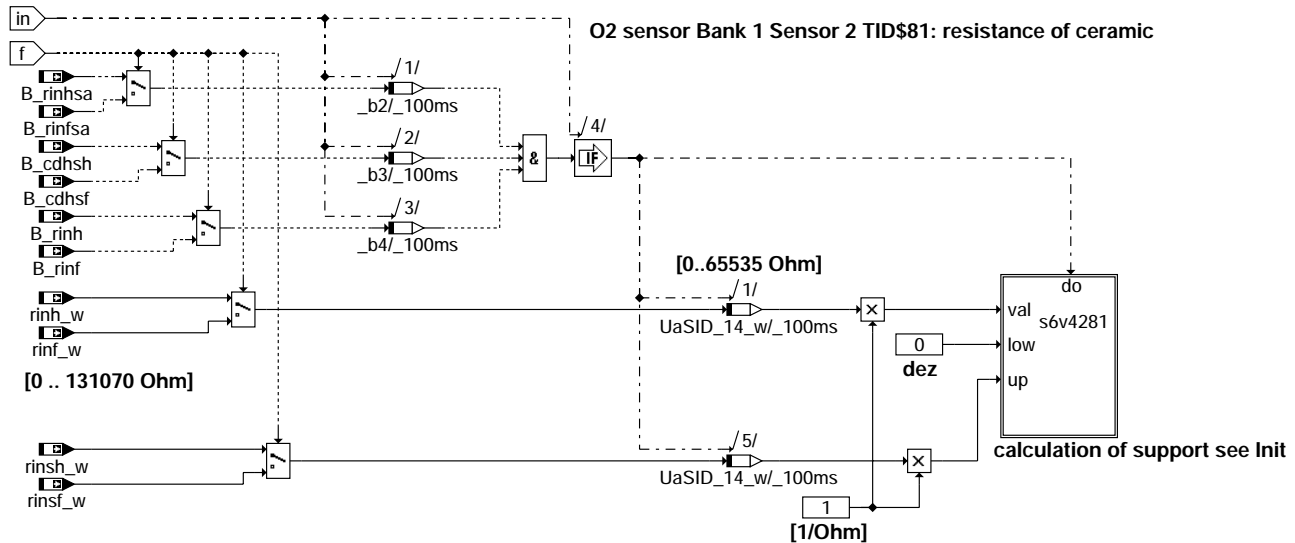 in
O2 sensor Bank 1 Sensor 2 TID$81: resistance of ceramic
f
/1/
B_rinhsa
_b2/_100ms
B_rinfsa
/4/
/2/
B_cdhsh
&
IF
_b3/_100ms
B_cdhsf
/3/
B_rinh
_b4/_100ms
B_rinf
[0..65535 Ohm]
do
/1/
rinh_w
val
s6v4281
UaSID_14_w/_100ms
rinf_w
0
low
dez
[0 .. 131070 Ohm]
up
/5/
calculation of support see Init
rinsh_w
UaSID_14_w/_100ms
rinsf_w
1
[1/Ohm]